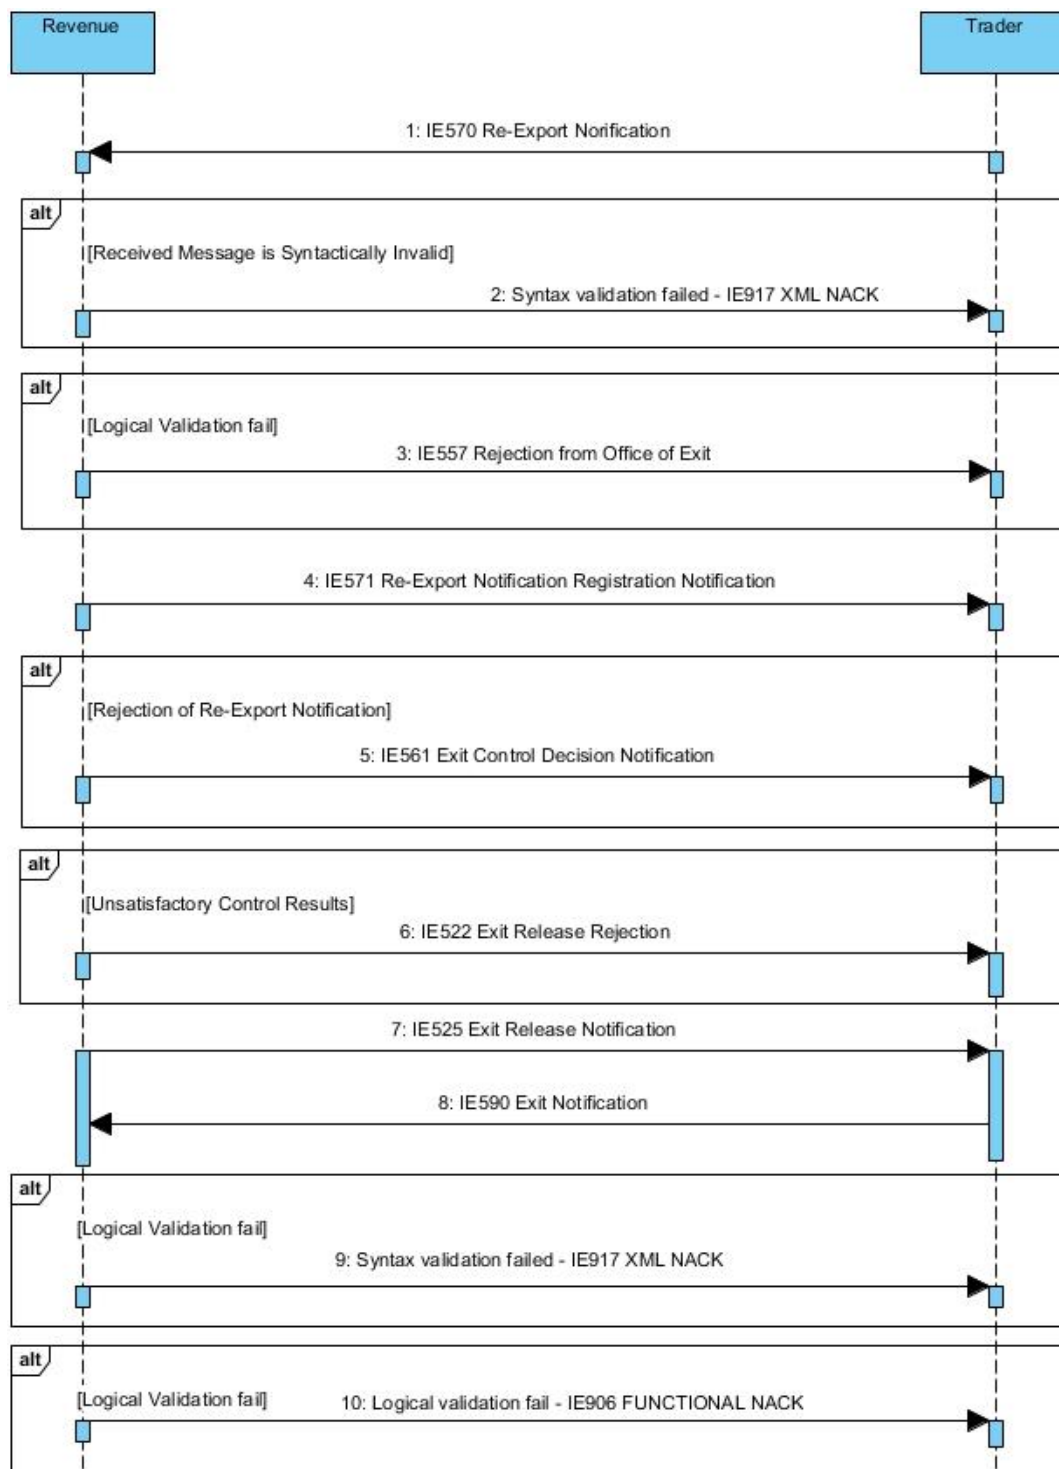 Revenue
Trader
1: IE570 Re-Export Norification
alt
[Received Message is Syntactically Invalid]
2: Syntax validation failed - IE917 XML NACK
alt
[Logical Validation fail]
3: IE557 Rejection from Office of Exit
4: IE571 Re-Export Notification Registration Notification
alt
[Rejection of Re-Export Notification]
5: IE561 Exit Control Decision Notification
alt
[Unsatisfactory Control Results]
6: IE522 Exit Release Rejection
7: IE525 Exit Release Notification
8: IE590 Exit Notification
alt
[Logical Validation fail]
9: Syntax validation failed - IE917 XML NACK
alt
[Logical Validation fail]
10: Logical validation fail - IE906 FUNCTIONAL NACK